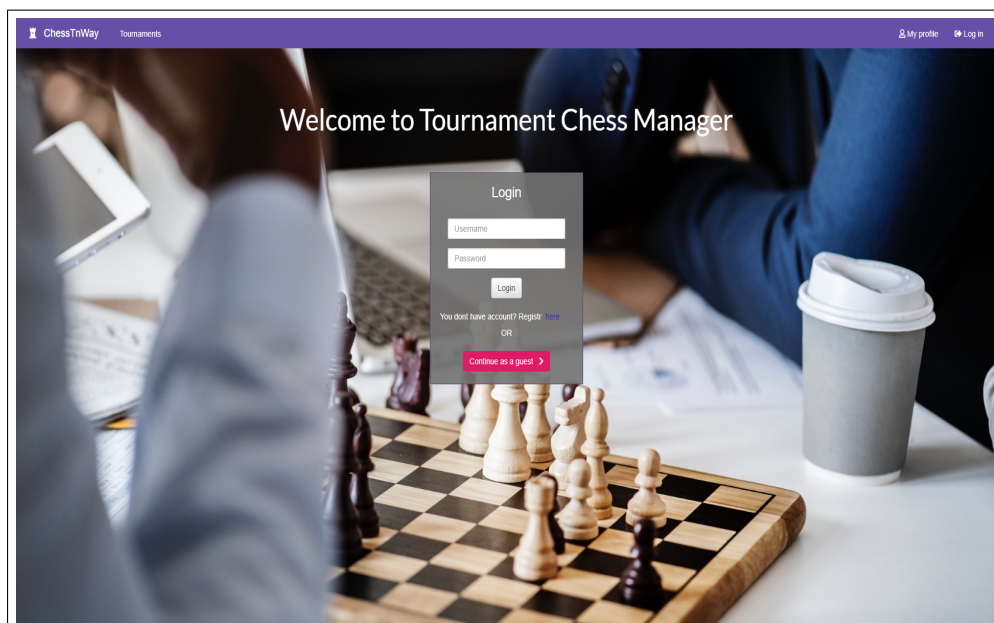 ChessTnWay Tournaments My profile Log in
Welcome to Tournament Chess Manager
Login
Username
Password
Login
You dont have account? Registr here
OR
Continue as a guest